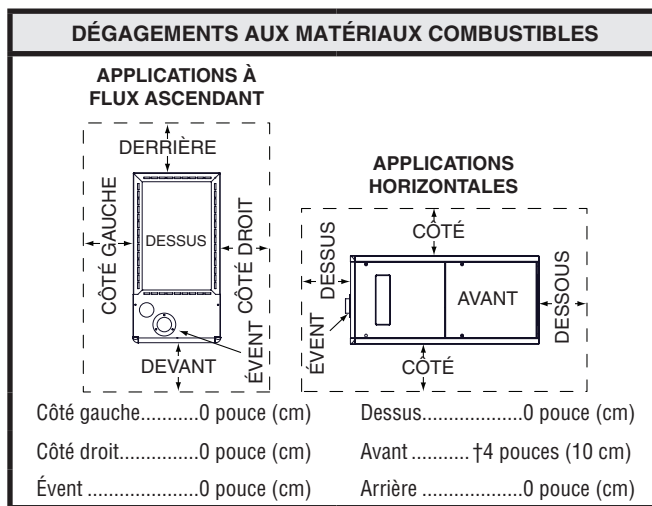 DÉGAGEMENTS AUX MATÉRIAUX COMBUSTIBLES
APPLICATIONS À
FLUX ASCENDANT
DERRIÈRE
CÔTÉ GAUCHE
DESSUS
CÔTÉ DROIT
DEVANT
ÉVENT
APPLICATIONS
HORIZONTALES
CÔTÉ
DESSUS
AVANT
DESSOUS
ÉVENT
CÔTÉ
Côté gauche...........0 pouce (cm)
Côté droit...............0 pouce (cm)
Évent .....................0 pouce (cm)
Dessus...................0 pouce (cm)
Avant ........... †4 pouces (10 cm)
Arrière ...................0 pouce (cm)